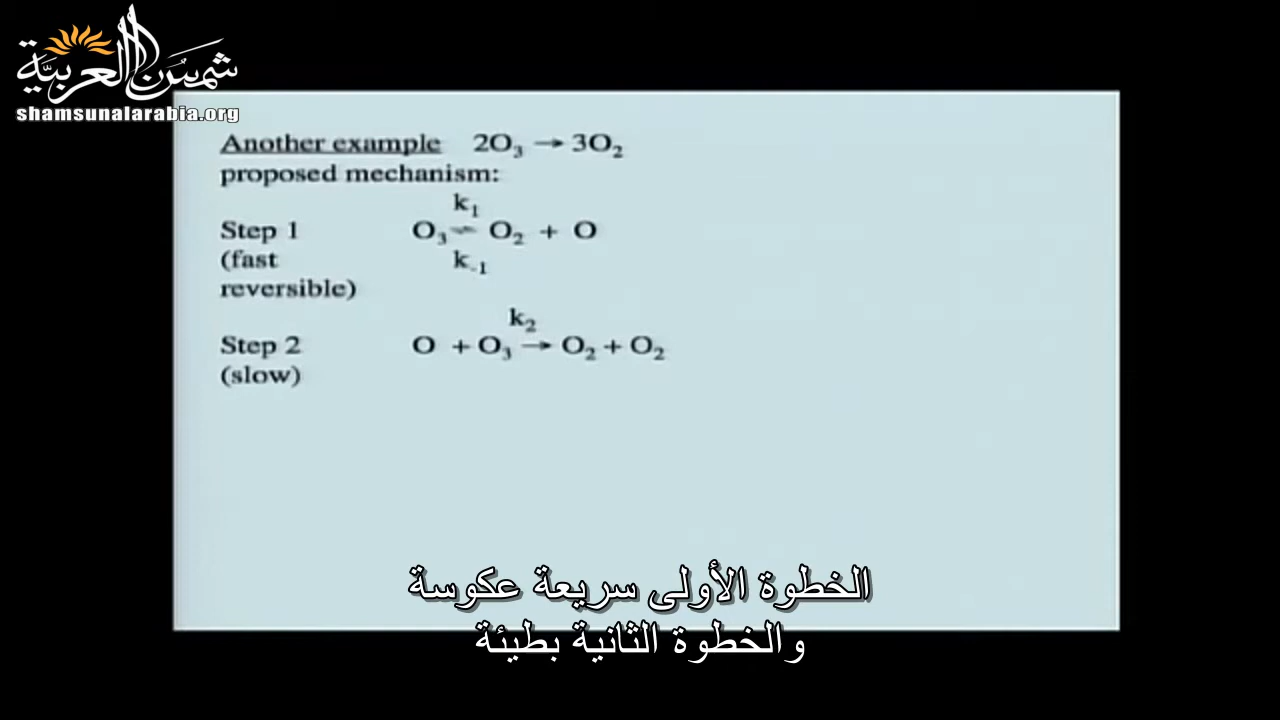 شمس العربية
shamsunalarabia.org
Another example 2O₃ → 3O₂
proposed mechanism:
k₁
Step 1 O₃ ⇌ O₂ + O
(fast k₋₁
reversible)
k₂
Step 2 O + O₃ → O₂ + O₂
(slow)
الخطوة الأولى سريعة عكوسة
والخطوة الثانية بطيئة